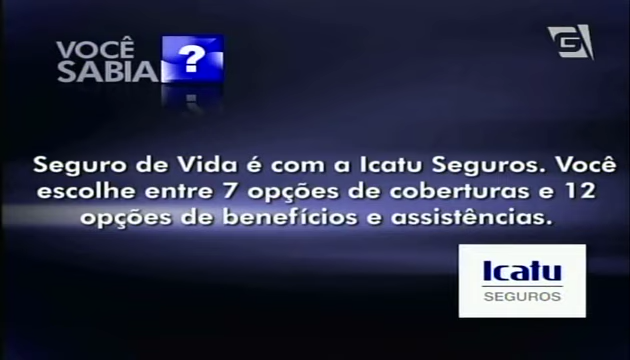 VOCÊ
SABIA ?
G
Seguro de Vida é com a Icatu Seguros. Você
escolhe entre 7 opções de coberturas e 12
opções de benefícios e assistências.
Icatu
SEGUROS